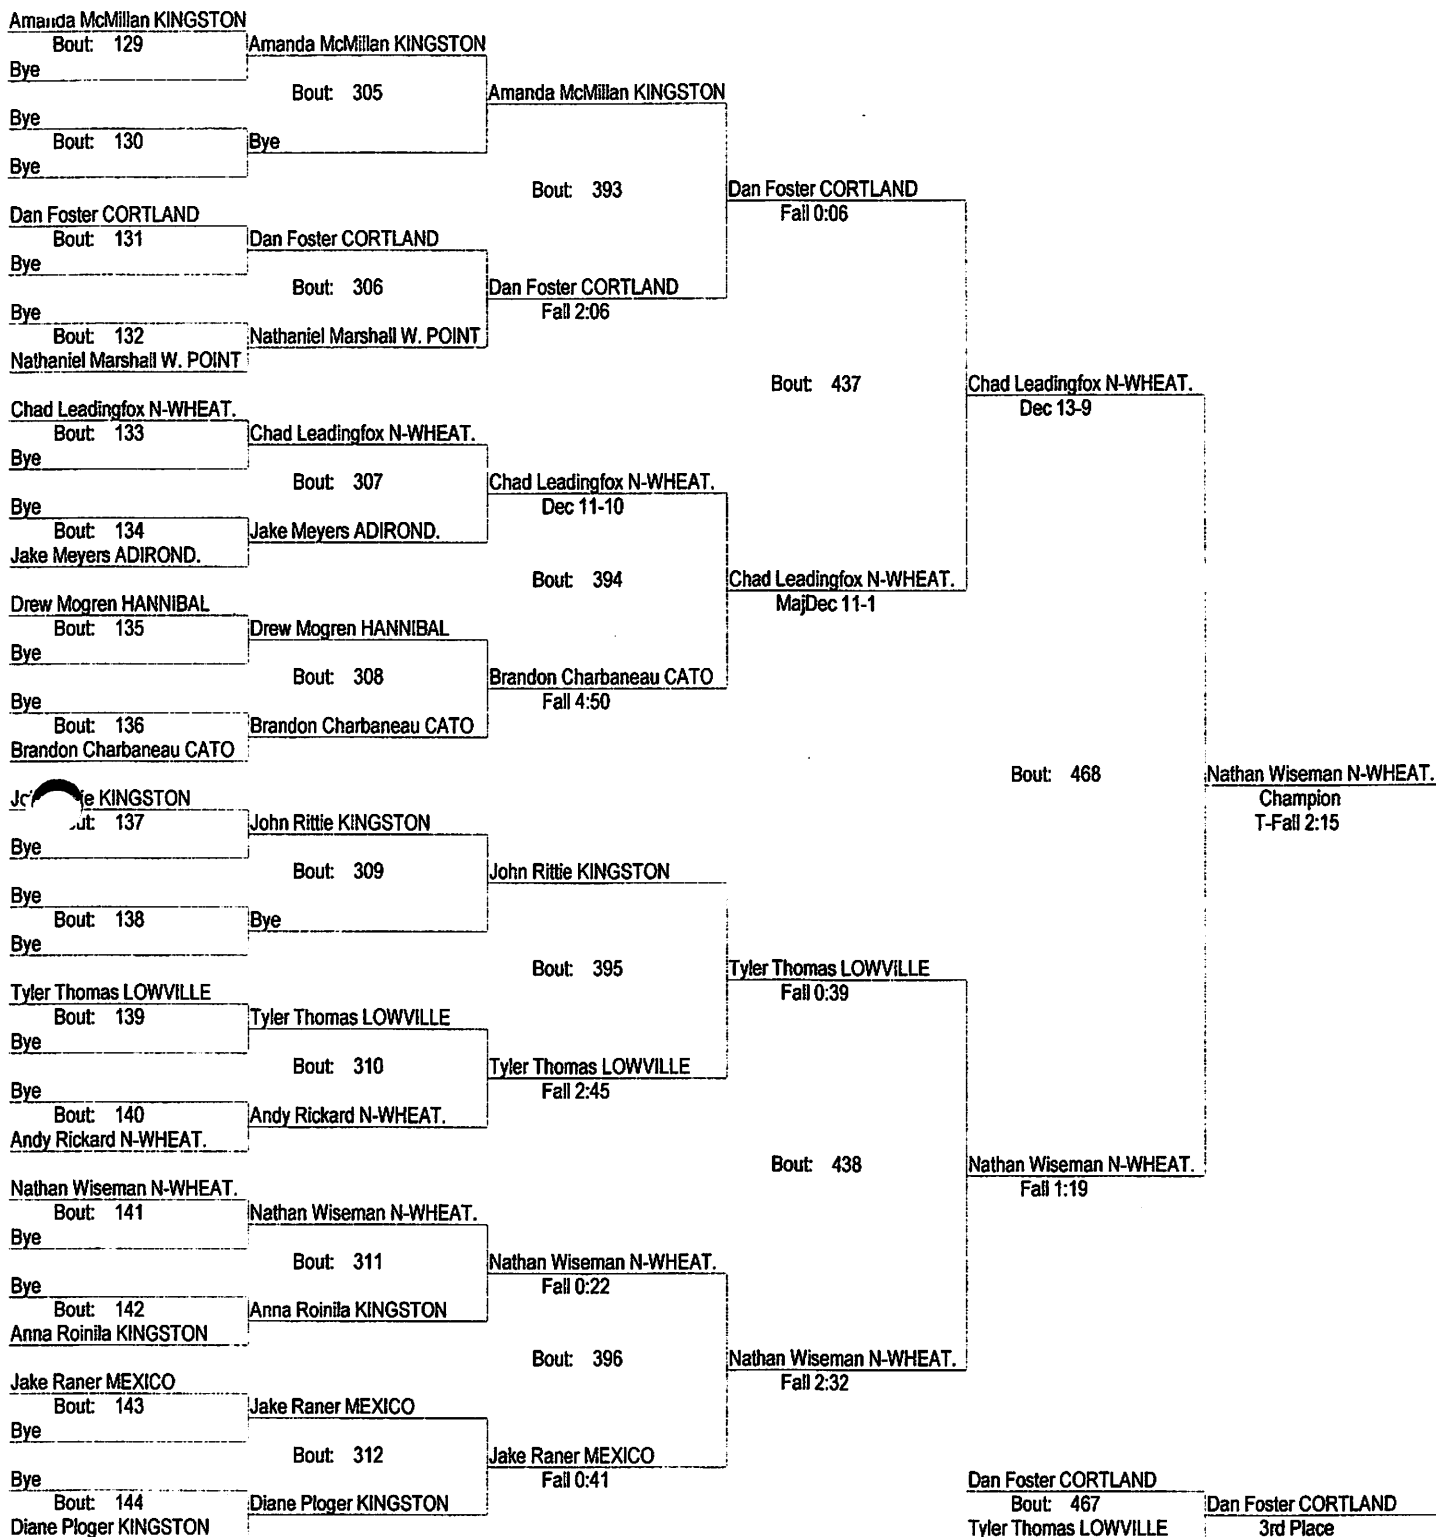 Amanda McMillan KINGSTON
Bout: 129
Bye
Amanda McMillan KINGSTON
Bout: 305
Bye
Bout: 130
Bye
Bye
Amanda McMillan KINGSTON
Bout: 393
Dan Foster CORTLAND
Bout: 131
Bye
Dan Foster CORTLAND
Bout: 306
Bye
Bout: 132
Nathaniel Marshall W. POINT
Nathaniel Marshall W. POINT
Dan Foster CORTLAND
Fall 2:06
Dan Foster CORTLAND
Fall 0:06
Bout: 437
Chad Leadingfox N-WHEAT.
Bout: 133
Bye
Chad Leadingfox N-WHEAT.
Bout: 307
Bye
Bout: 134
Jake Meyers ADIROND.
Jake Meyers ADIROND.
Chad Leadingfox N-WHEAT.
Dec 11-10
Bout: 394
Drew Mogren HANNIBAL
Bout: 135
Bye
Drew Mogren HANNIBAL
Bout: 308
Bye
Bout: 136
Brandon Charbaneau CATO
Brandon Charbaneau CATO
Brandon Charbaneau CATO
Fall 4:50
Chad Leadingfox N-WHEAT.
MajDec 11-1
Chad Leadingfox N-WHEAT.
Dec 13-9
Bout: 468
Nathan Wiseman N-WHEAT.
Champion
T-Fall 2:15
KINGSTON
137
Bye
John Rittie KINGSTON
Bout: 309
Bye
Bout: 138
Bye
Bye
John Rittie KINGSTON
Bout: 395
Tyler Thomas LOWVILLE
Bout: 139
Bye
Tyler Thomas LOWVILLE
Bout: 310
Bye
Bout: 140
Andy Rickard N-WHEAT.
Andy Rickard N-WHEAT.
Tyler Thomas LOWVILLE
Fall 2:45
Tyler Thomas LOWVILLE
Fall 0:39
Bout: 438
Nathan Wiseman N-WHEAT.
Bout: 141
Bye
Nathan Wiseman N-WHEAT.
Bout: 311
Bye
Bout: 142
Anna Roinila KINGSTON
Anna Roinila KINGSTON
Nathan Wiseman N-WHEAT.
Fall 0:22
Bout: 396
Jake Raner MEXICO
Bout: 143
Bye
Jake Raner MEXICO
Bout: 312
Bye
Bout: 144
Diane Ploger KINGSTON
Diane Ploger KINGSTON
Jake Raner MEXICO
Fall 0:41
Nathan Wiseman N-WHEAT.
Fall 2:32
Nathan Wiseman N-WHEAT.
Fall 1:19
Dan Foster CORTLAND
Bout: 467
Tyler Thomas LOWVILLE
Dan Foster CORTLAND
3rd Place